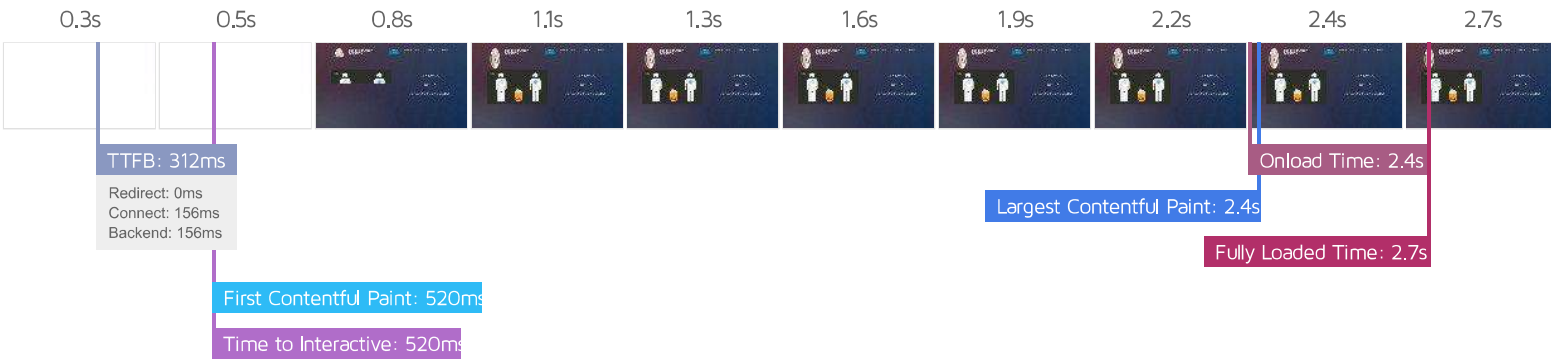 0.3s
0.5s
0.8s
1.1s
1.3s
1.6s
1.9s
2.2s
2.4s
2.7s
TTFB: 312ms
Redirect: 0ms
Connect: 156ms
Backend: 156ms
Onload Time: 2.4s
Largest Contentful Paint: 2.4s
Fully Loaded Time: 2.7s
First Contentful Paint: 520ms
Time to Interactive: 520ms